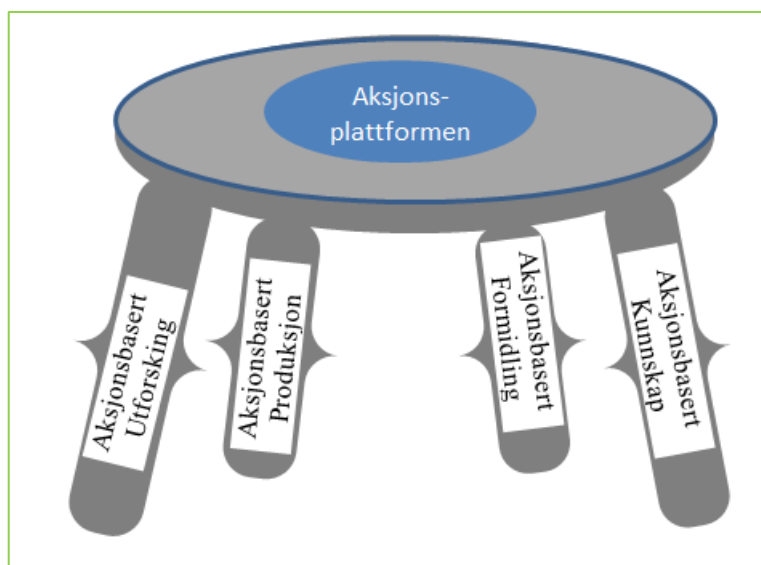 Aksjons-
plattformen
Aksjonsbasert
Utforsking
Aksjonsbasert
Produksjon
Aksjonsbasert
Formidling
Aksjonsbasert
Kunnskap